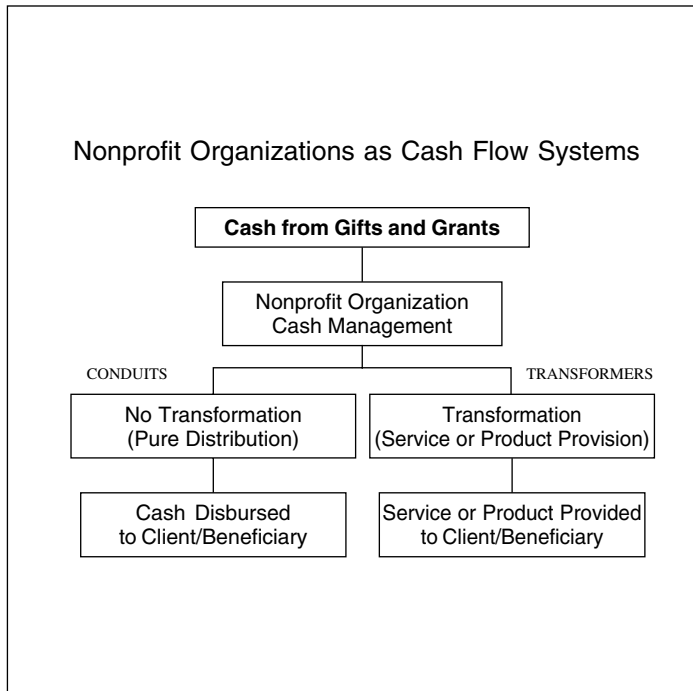 Nonprofit Organizations as Cash Flow Systems
Cash from Gifts and Grants
Nonprofit Organization
Cash Management
CONDUITS
TRANSFORMERS
No Transformation
(Pure Distribution)
Transformation
(Service or Product Provision)
Cash Disbursed
to Client/Beneficiary
Service or Product Provided
to Client/Beneficiary